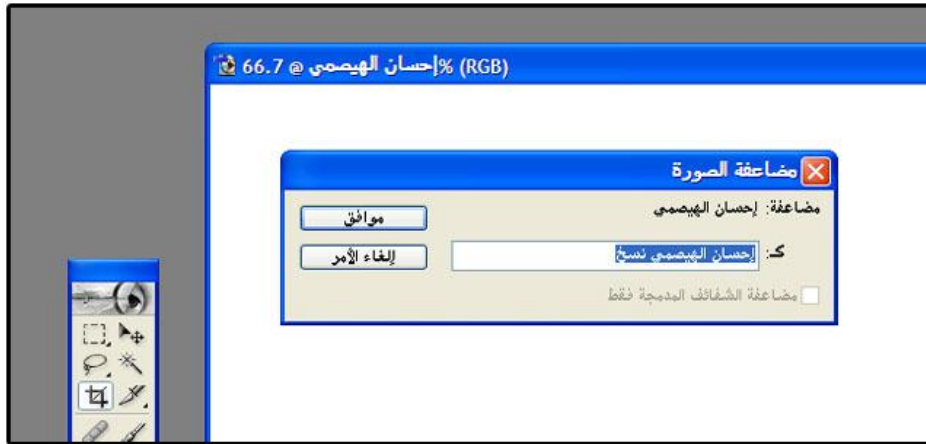 إحسان الهيصمي @ 66.7% (RGB)
مضاعفة الصورة
مضاعفة: إحسان الهيصمي
موافق
كـ: إحسان الهيصمي نسخ
إلغاء الأمر
مضاعفة الشفائف المدمجة فقط